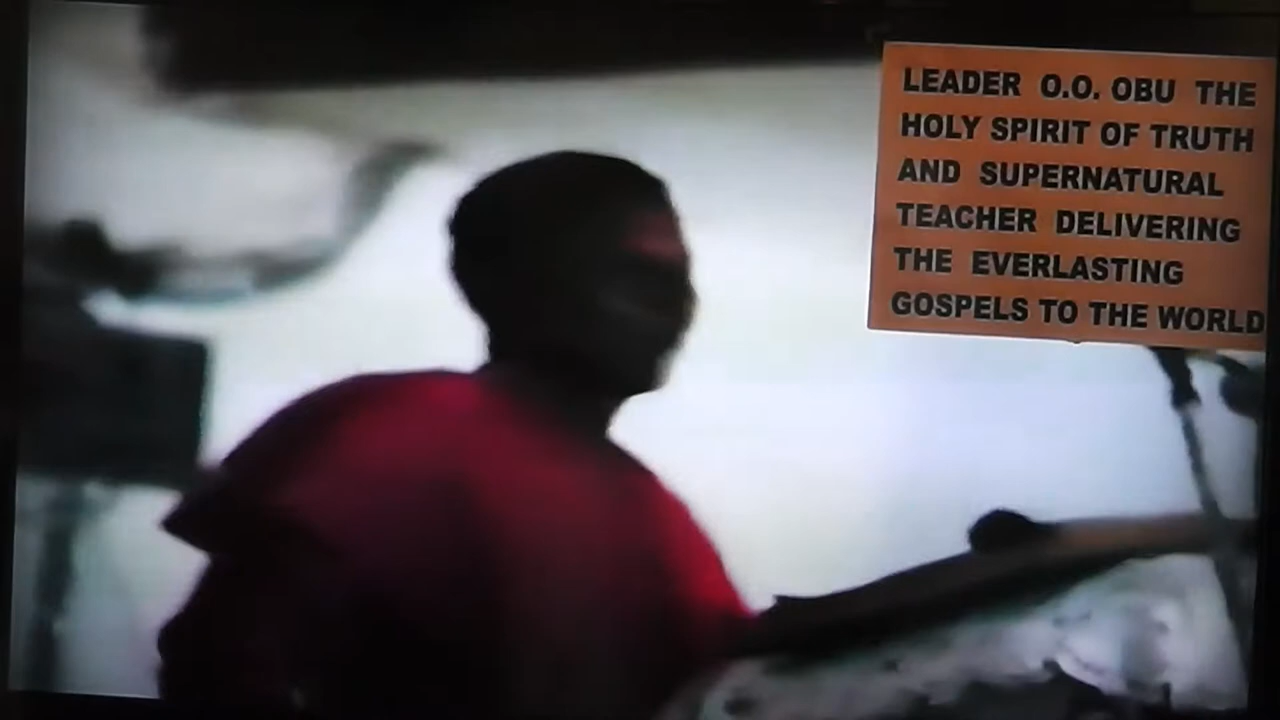 LEADER O.O. OBU THE
HOLY SPIRIT OF TRUTH
AND SUPERNATURAL
TEACHER DELIVERING
THE EVERLASTING
GOSPELS TO THE WORLD